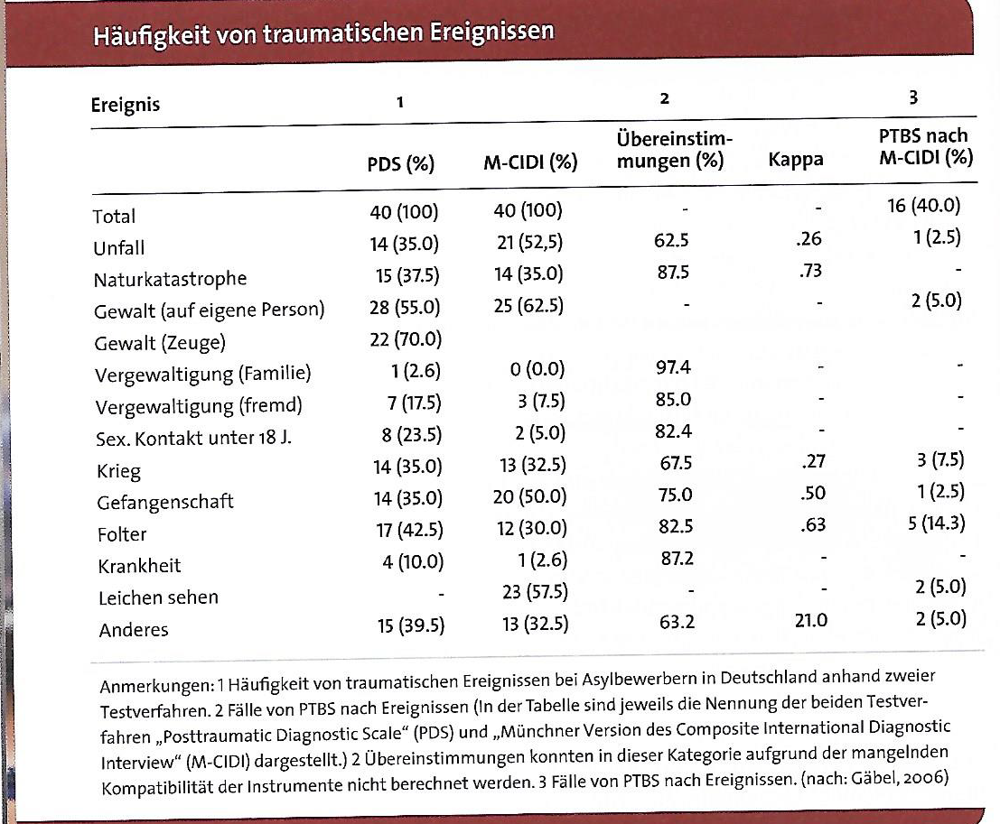 Häufigkeit von traumatischen Ereignissen
Ereignis 1 2 3
PDS (%) M-CIDI (%) Übereinstim-mungen (%) Kappa PTBS nach M-CIDI (%)
Total 40 (100) 40 (100) - - 16 (40.0)
Unfall 14 (35.0) 21 (52,5) 62.5 .26 1 (2.5)
Naturkatastrophe 15 (37.5) 14 (35.0) 87.5 .73 -
Gewalt (auf eigene Person) 28 (55.0) 25 (62.5) - - 2 (5.0)
Gewalt (Zeuge) 22 (70.0)
Vergewaltigung (Familie) 1 (2.6) 0 (0.0) 97.4 - -
Vergewaltigung (fremd) 7 (17.5) 3 (7.5) 85.0 - -
Sex. Kontakt unter 18 J. 8 (23.5) 2 (5.0) 82.4 - -
Krieg 14 (35.0) 13 (32.5) 67.5 .27 3 (7.5)
Gefangenschaft 14 (35.0) 20 (50.0) 75.0 .50 1 (2.5)
Folter 17 (42.5) 12 (30.0) 82.5 .63 5 (14.3)
Krankheit 4 (10.0) 1 (2.6) 87.2 - -
Leichen sehen - 23 (57.5) - - 2 (5.0)
Anderes 15 (39.5) 13 (32.5) 63.2 21.0 2 (5.0)
Anmerkungen: 1 Häufigkeit von traumatischen Ereignissen bei Asylbewerbern in Deutschland anhand zweier
Testverfahren. 2 Fälle von PTBS nach Ereignissen (In der Tabelle sind jeweils die Nennung der beiden Testver-
fahren „Posttraumatic Diagnostic Scale“ (PDS) und „Münchner Version des Composite International Diagnostic
Interview“ (M-CIDI) dargestellt.) 2 Übereinstimmungen konnten in dieser Kategorie aufgrund der mangelnden
Kompatibilität der Instrumente nicht berechnet werden. 3 Fälle von PTBS nach Ereignissen. (nach: Gäbel, 2006)